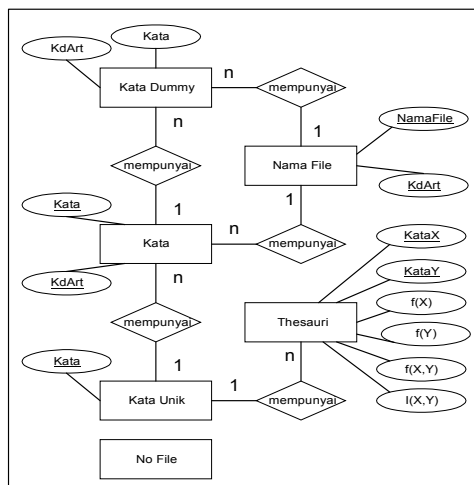 Kata
KdArt
Kata Dummy
n
mempunyai
n
1
NamaFile
mempunyai
Nama File
KdArt
Kata
1
1
Kata
n
mempunyai
KataX
KdArt
n
KataY
f(X)
mempunyai
Thesauri
f(Y)
Kata
1
n
f(X,Y)
Kata Unik
1
mempunyai
I(X,Y)
No File